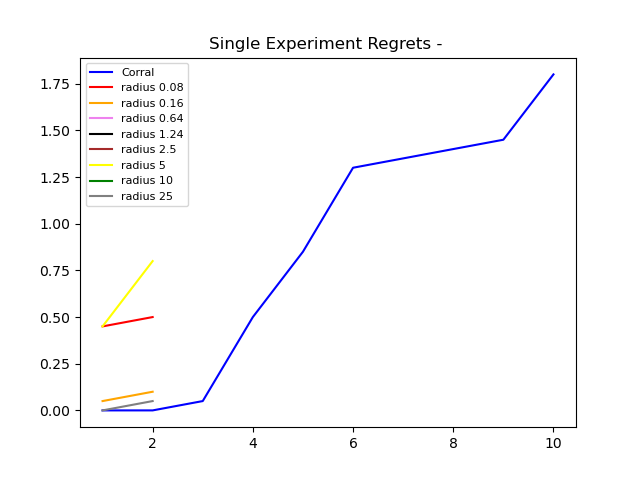 Single Experiment Regrets -
Corral
radius 0.08
radius 0.16
radius 0.64
radius 1.24
radius 2.5
radius 5
radius 10
radius 25
1.75
1.50
1.25
1.00
0.75
0.50
0.25
0.00
2 4 6 8 10